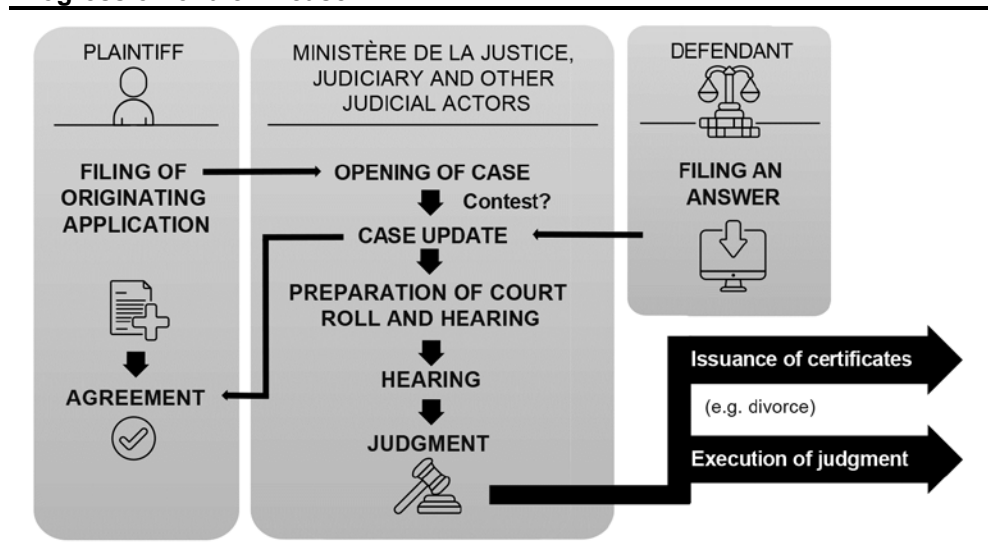 PLAINTIFF
FILING OF
ORIGINATING
APPLICATION
AGREEMENT
MINISTÈRE DE LA JUSTICE,
JUDICIARY AND OTHER
JUDICIAL ACTORS
OPENING OF CASE
Contest?
CASE UPDATE
PREPARATION OF COURT
ROLL AND HEARING
HEARING
JUDGMENT
DEFENDANT
FILING AN
ANSWER
Issuance of certificates
(e.g. divorce)
Execution of judgment